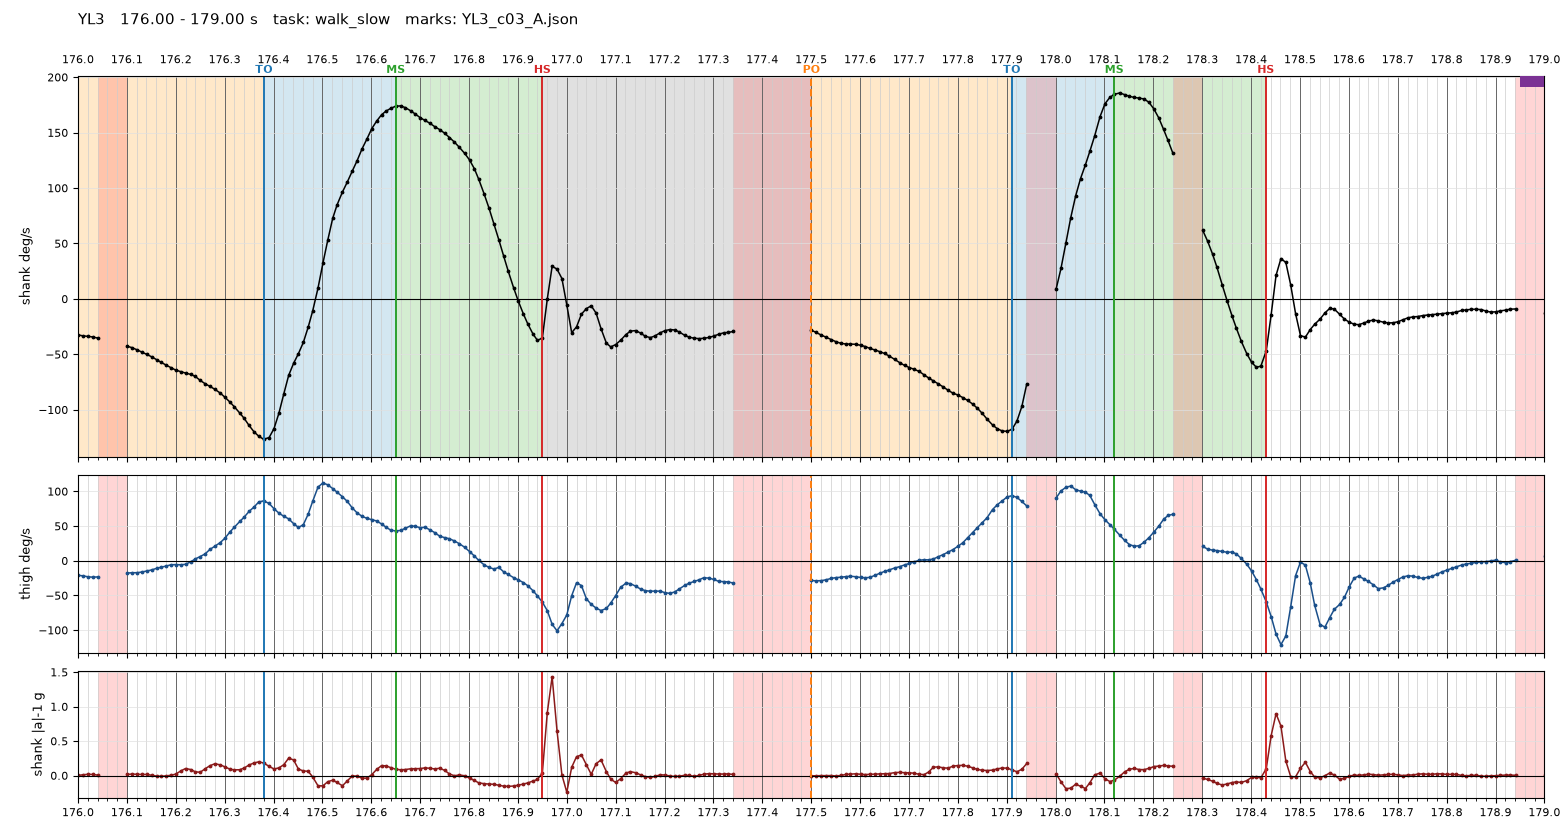 YL3   176.00 - 179.00 s   task: walk_slow   marks: YL3_c03_A.json
176.0 176.1 176.2 176.3 176.4 176.5 176.6 176.7 176.8 176.9 177.0 177.1 177.2 177.3 177.4 177.5 177.6 177.7 177.8 177.9 178.0 178.1 178.2 178.3 178.4 178.5 178.6 178.7 178.8 178.9 179.0
TO MS HS PO TO MS HS
shank deg/s
200
150
100
50
0
−50
−100
thigh deg/s
100
50
0
−50
−100
shank |a|-1 g
1.5
1.0
0.5
0.0
176.0 176.1 176.2 176.3 176.4 176.5 176.6 176.7 176.8 176.9 177.0 177.1 177.2 177.3 177.4 177.5 177.6 177.7 177.8 177.9 178.0 178.1 178.2 178.3 178.4 178.5 178.6 178.7 178.8 178.9 179.0